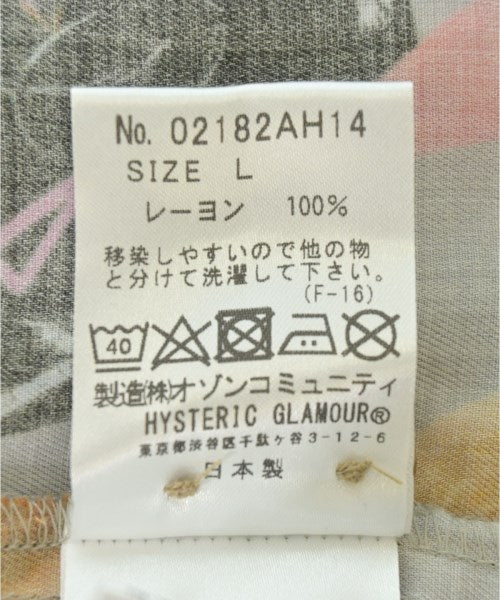 No. 02182AH14
SIZE L
レーヨン 100%
移染しやすいので他の物
と分けて洗濯して下さい。
(F-16)
40
製造(株)オゾンコミュニティ
HYSTERIC GLAMOUR®
東京都渋谷区千駄ヶ谷3-12-6
日本製